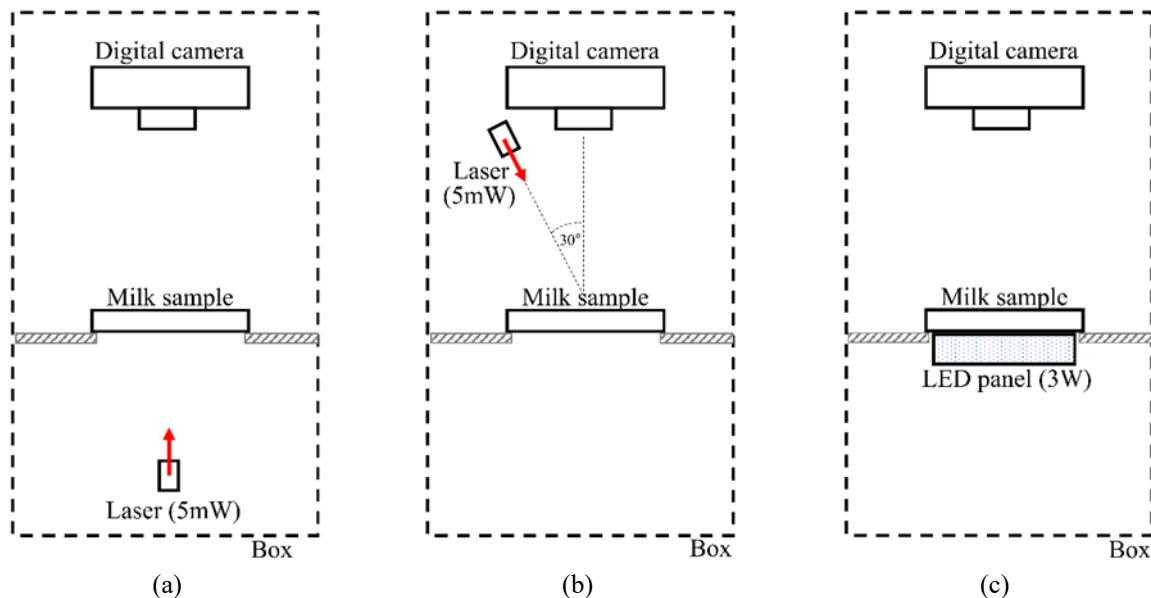 Digital camera
Milk sample
Laser (5mW)
Box
(a)
Digital camera
Laser
(5mW)
30°
Milk sample
Box
(b)
Digital camera
Milk sample
LED panel (3W)
Box
(c)